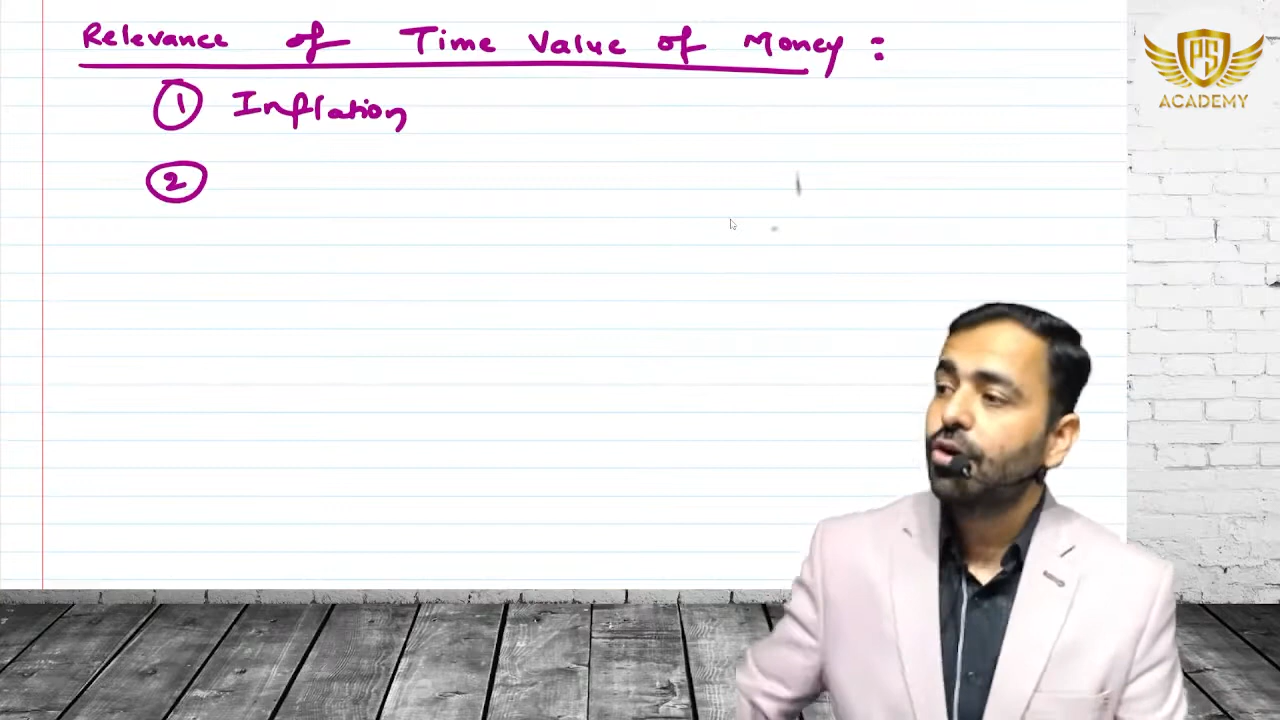 Relevance of Time Value of Money :
① Inflation
②
PS
ACADEMY